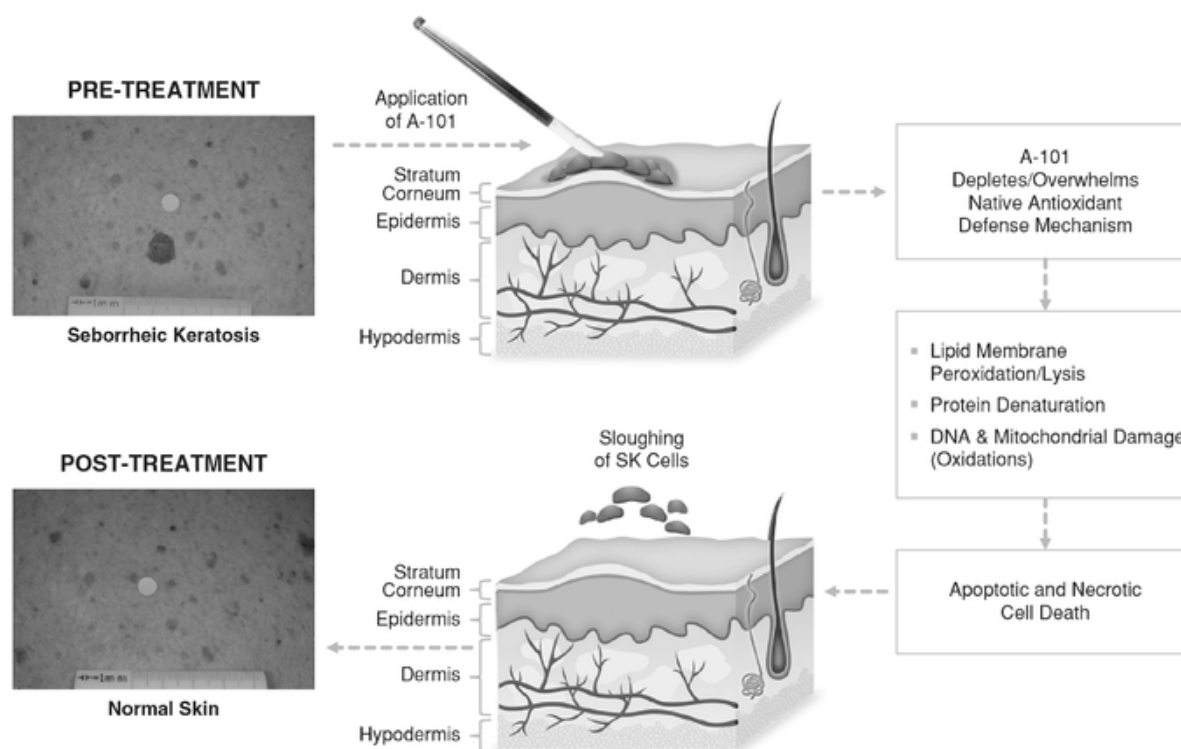 PRE-TREATMENT
Seborrheic Keratosis
Application
of A-101
Stratum
Corneum
Epidermis
Dermis
Hypodermis
A-101
Depletes/Overwhelms
Native Antioxidant
Defense Mechanism
Lipid Membrane
Peroxidation/Lysis
Protein Denaturation
DNA & Mitochondrial Damage
(Oxidations)
Apoptotic and Necrotic
Cell Death
Sloughing
of SK Cells
Stratum
Corneum
Epidermis
Dermis
Hypodermis
POST-TREATMENT
Normal Skin